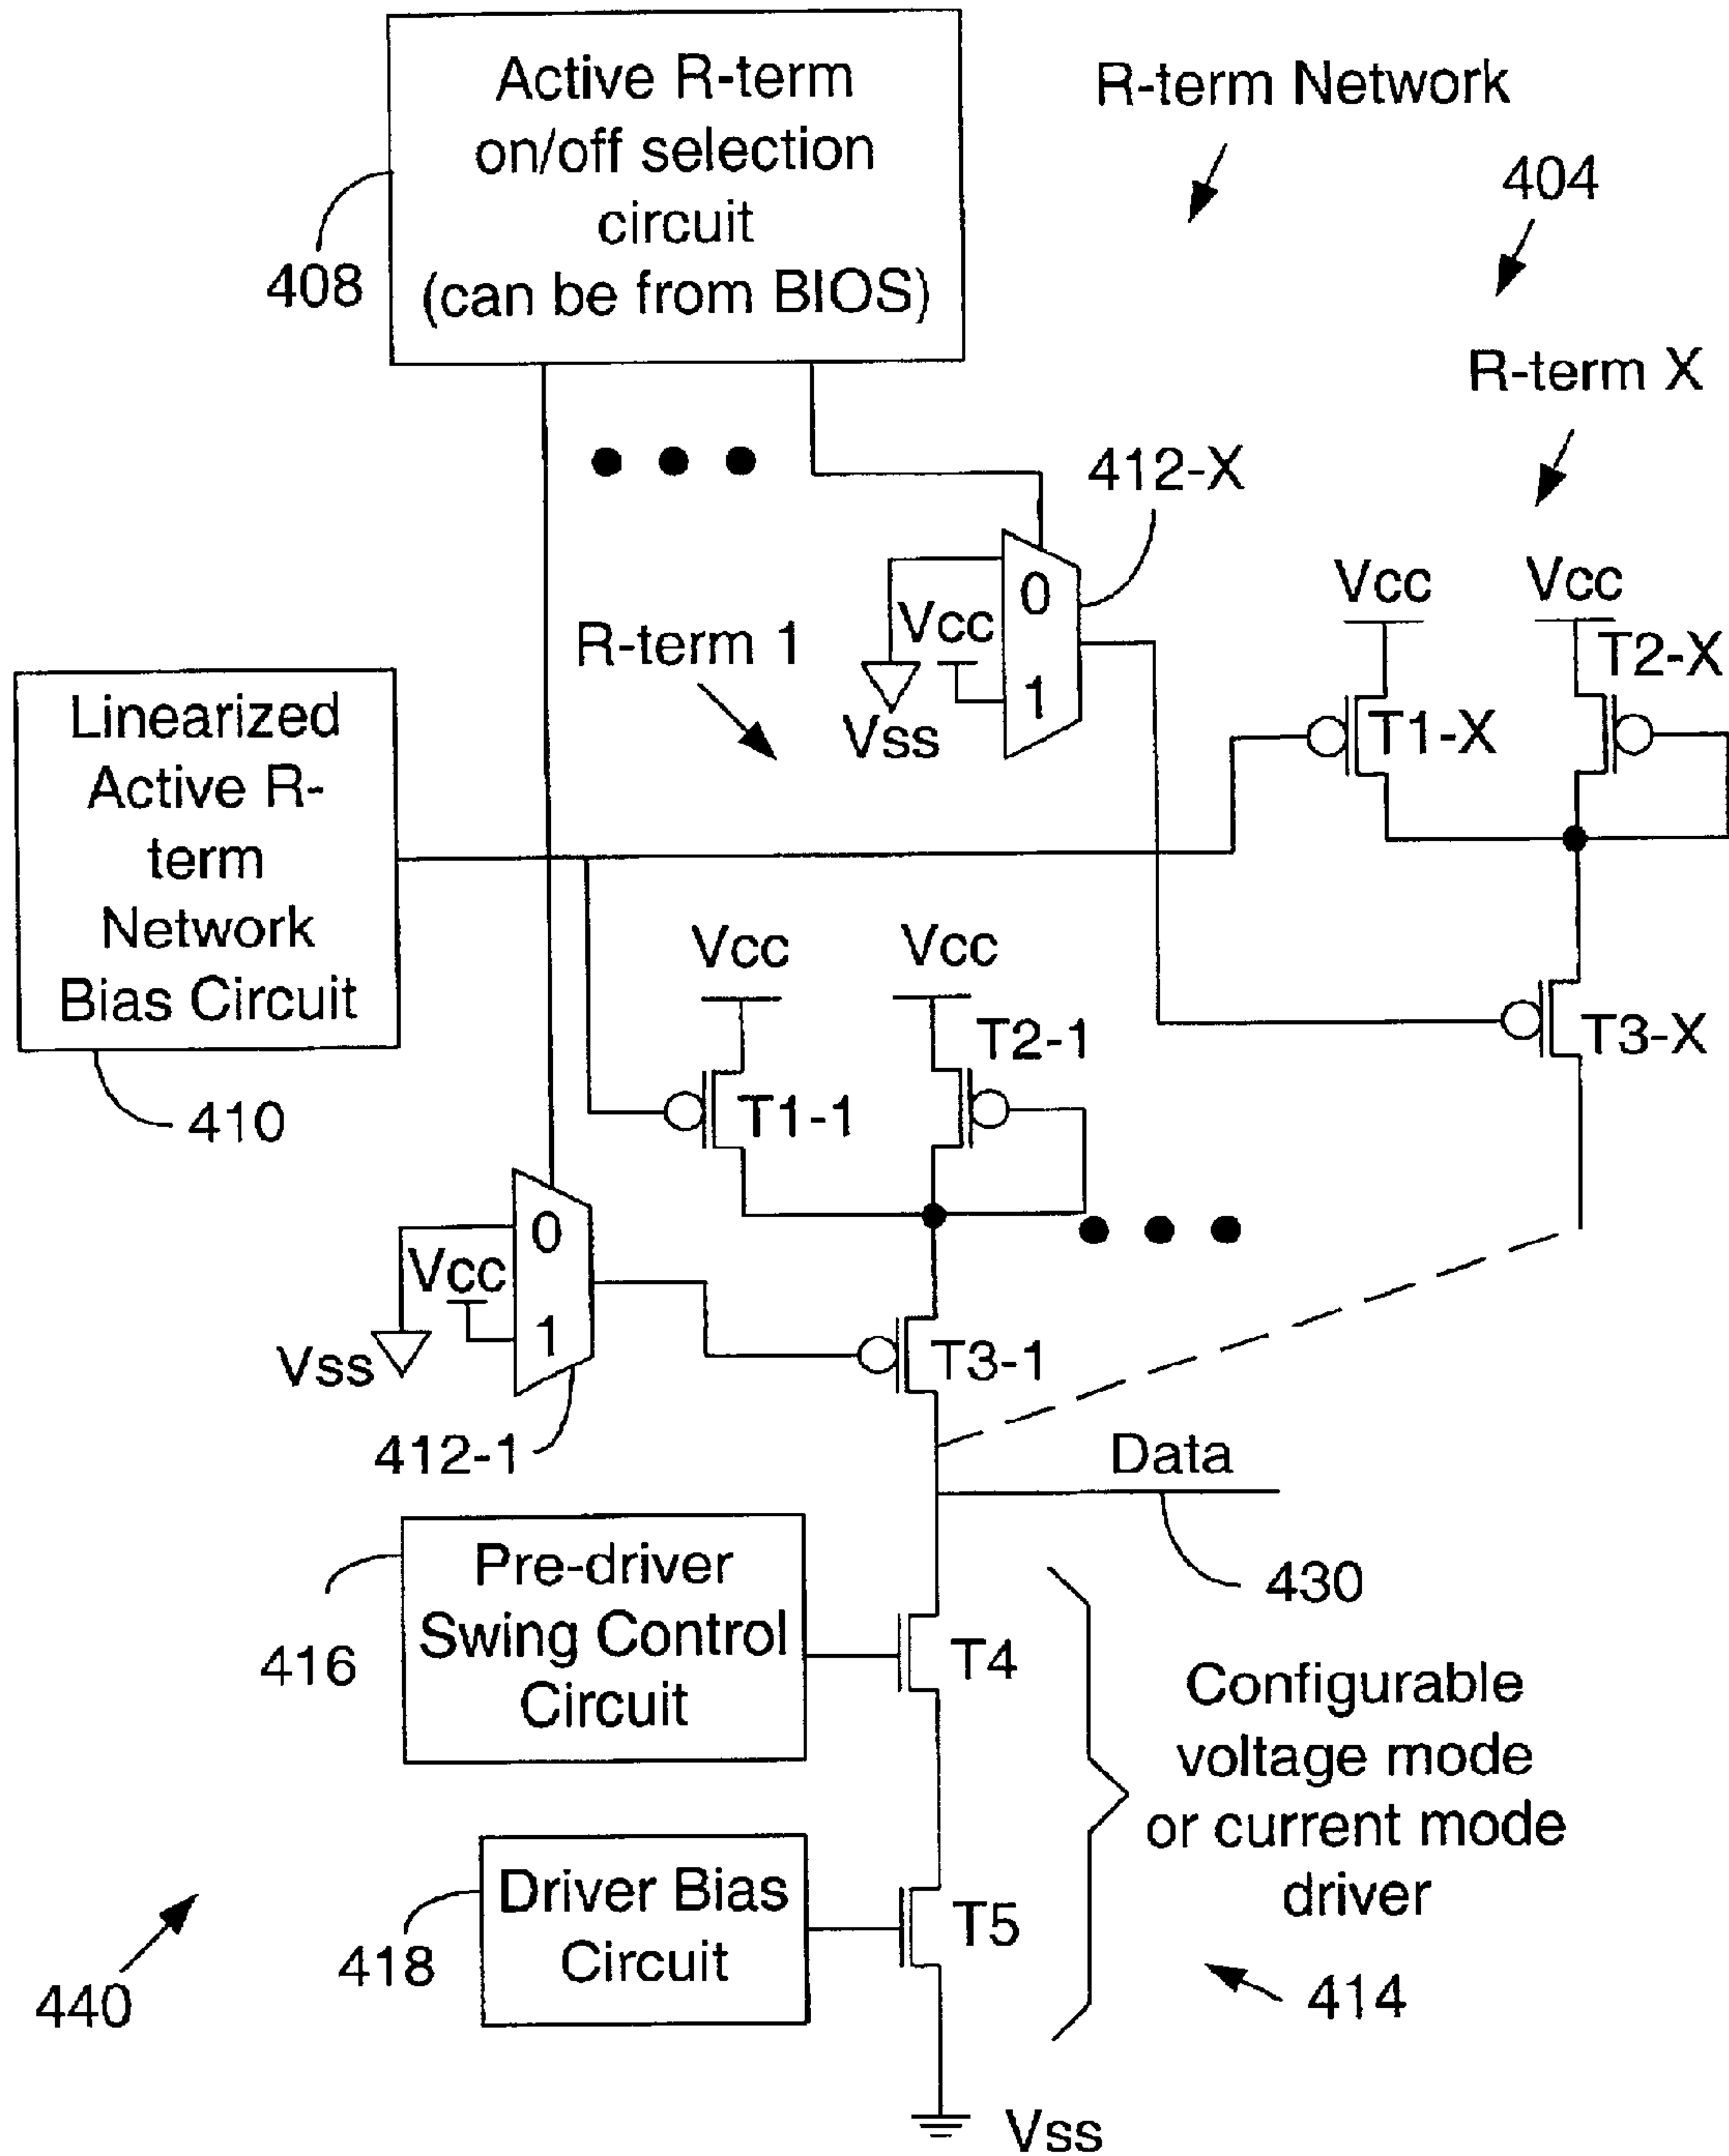 Active R-term
on/off selection
circuit
(can be from BIOS)
408
R-term Network
404
R-term X
412-X
0
Vcc
1
Vss
R-term 1
Vcc
Vcc
T2-X
T1-X
Linearized
Active R-
term
Network
Bias Circuit
410
Vcc
Vcc
T2-1
T1-1
T3-X
0
Vcc
1
Vss
T3-1
412-1
Data
430
Pre-driver
Swing Control
Circuit
416
T4
Configurable
voltage mode
or current mode
driver
414
Driver Bias
Circuit
418
T5
440
Vss